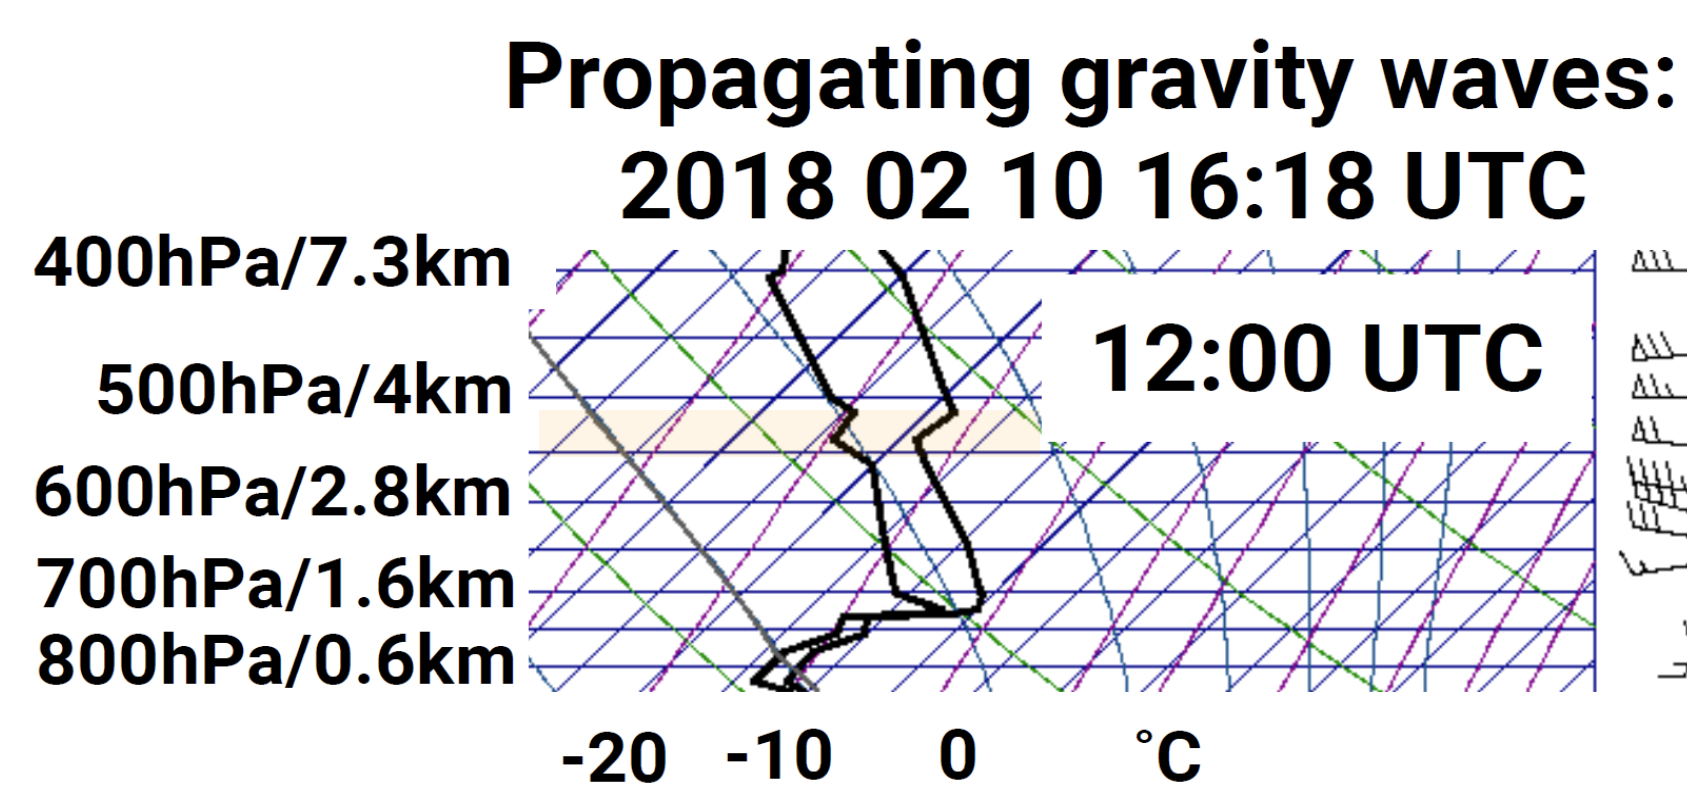 Propagating gravity waves:
2018 02 10 16:18 UTC
400hPa/7.3km
12:00 UTC
500hPa/4km
600hPa/2.8km
700hPa/1.6km
800hPa/0.6km
-20 -10 0 °C